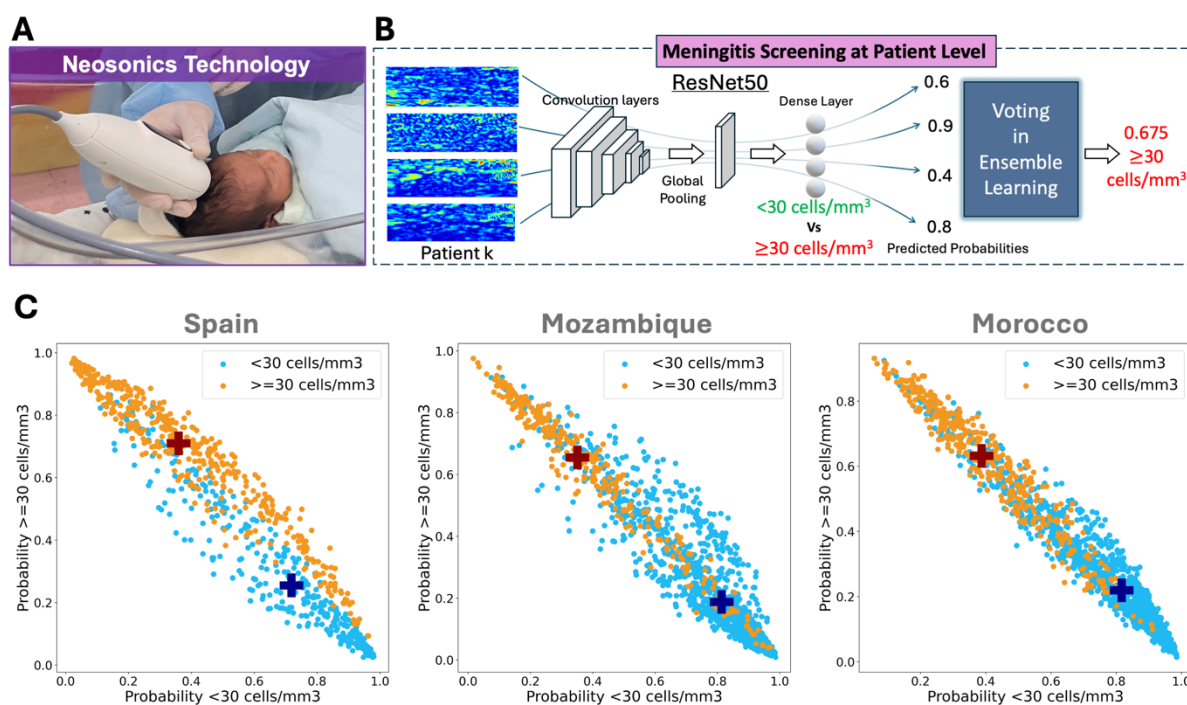 A
Neosonics Technology
B
Meningitis Screening at Patient Level
ResNet50
Convolution layers
Global
Pooling
Dense Layer
<30 cells/mm³
Vs
≥30 cells/mm³
0.6
0.9
0.4
0.8
Predicted Probabilities
Voting
in
Ensemble
Learning
0.675
≥30
cells/mm³
Patient k
C
Spain
<30 cells/mm3
>=30 cells/mm3
Probability >=30 cells/mm3
1.0
0.8
0.6
0.4
0.2
0.0
0.0 0.2 0.4 0.6 0.8 1.0
Probability <30 cells/mm3
Mozambique
<30 cells/mm3
>=30 cells/mm3
Probability >=30 cells/mm3
1.0
0.8
0.6
0.4
0.2
0.0
0.0 0.2 0.4 0.6 0.8 1.0
Probability <30 cells/mm3
Morocco
<30 cells/mm3
>=30 cells/mm3
Probability >=30 cells/mm3
1.0
0.8
0.6
0.4
0.2
0.0
0.2 0.4 0.6 0.8 1.0
Probability <30 cells/mm3